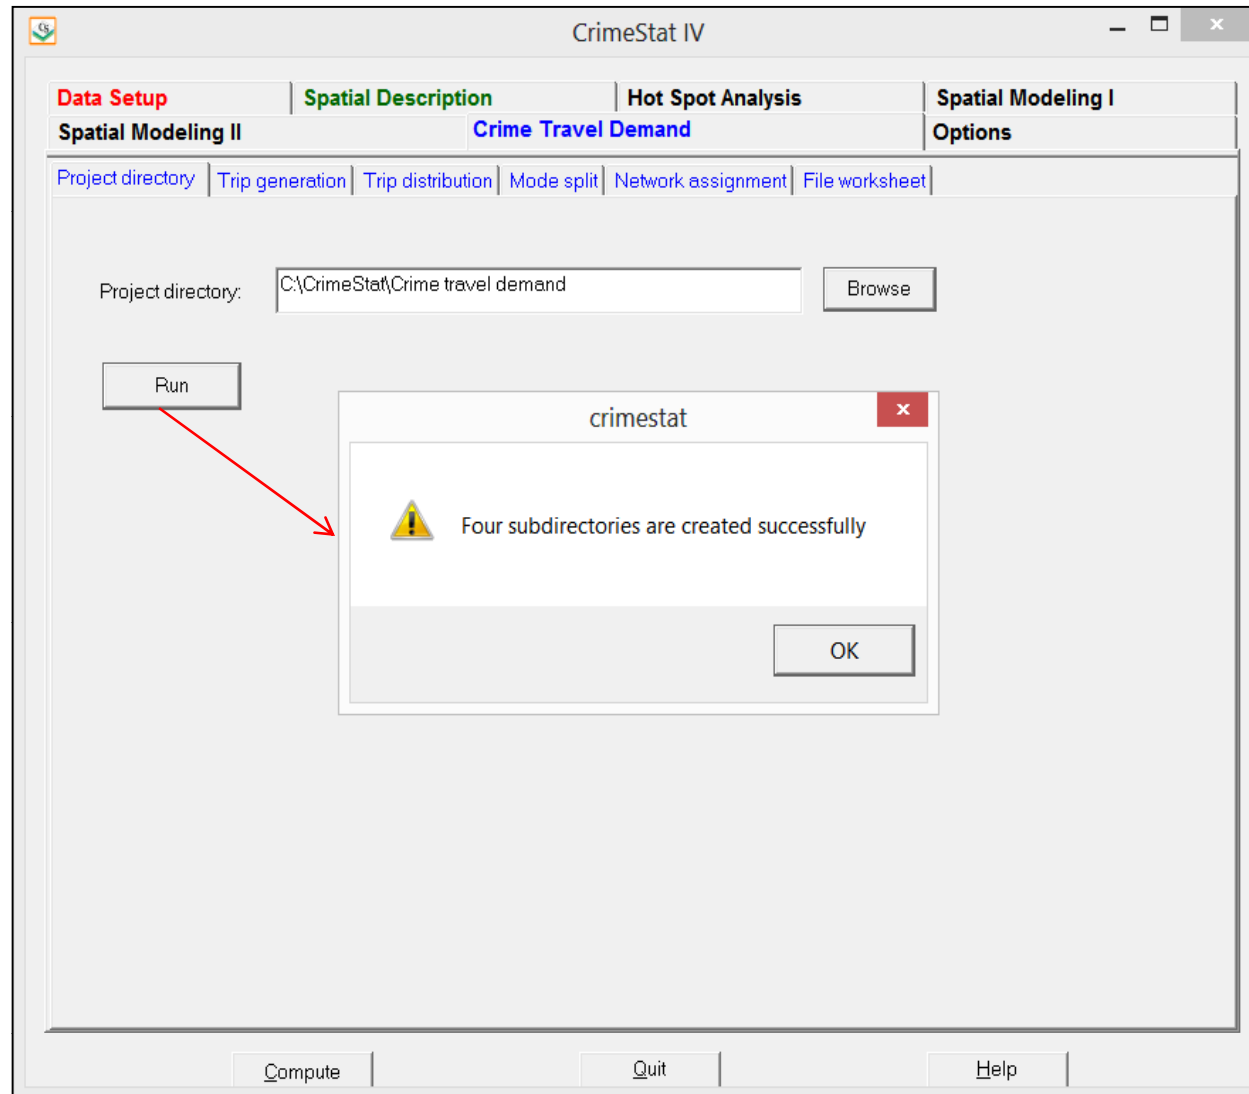 CrimeStat IV
Data Setup
Spatial Description
Hot Spot Analysis
Spatial Modeling I
Spatial Modeling II
Crime Travel Demand
Options
Project directory
Trip generation
Trip distribution
Mode split
Network assignment
File worksheet
Project directory:
C:\CrimeStat\Crime travel demand
Browse
Run
crimestat
Four subdirectories are created successfully
OK
Compute
Quit
Help